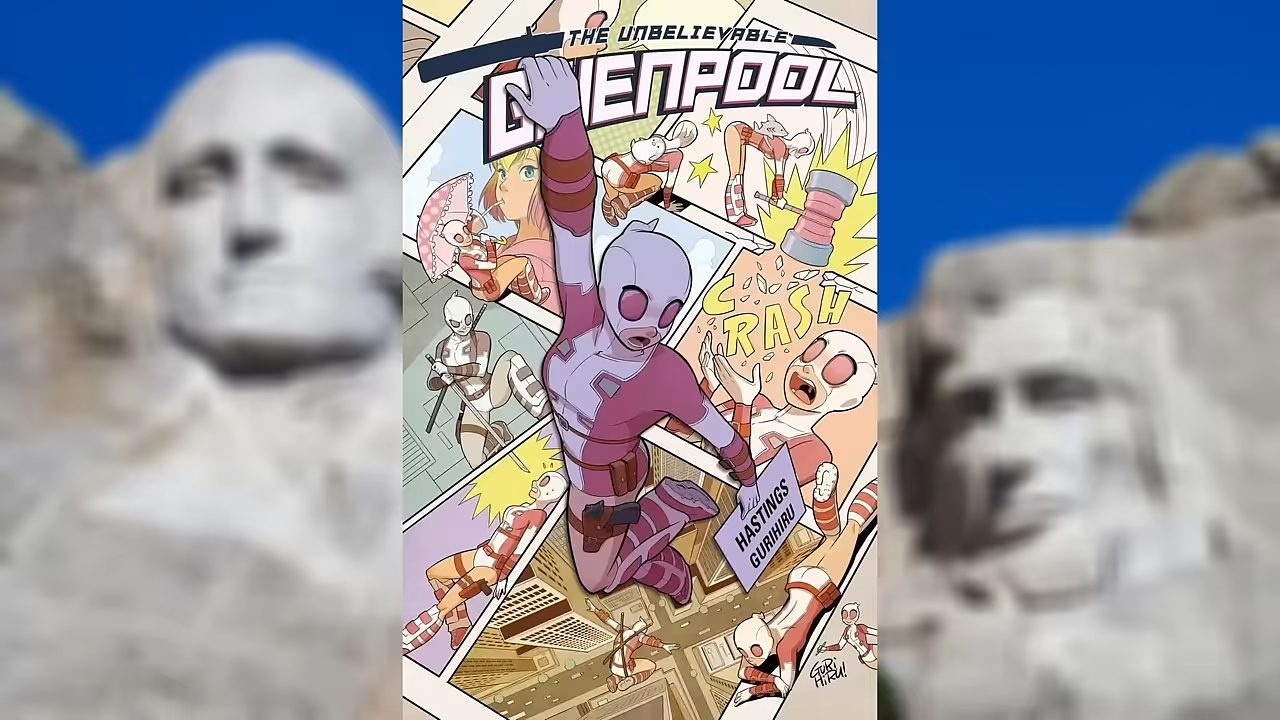 THE UNBELIEVABLE
GWENPOOL
CRASH
HASTINGS
GURIHIRU
GURI
HIRU!